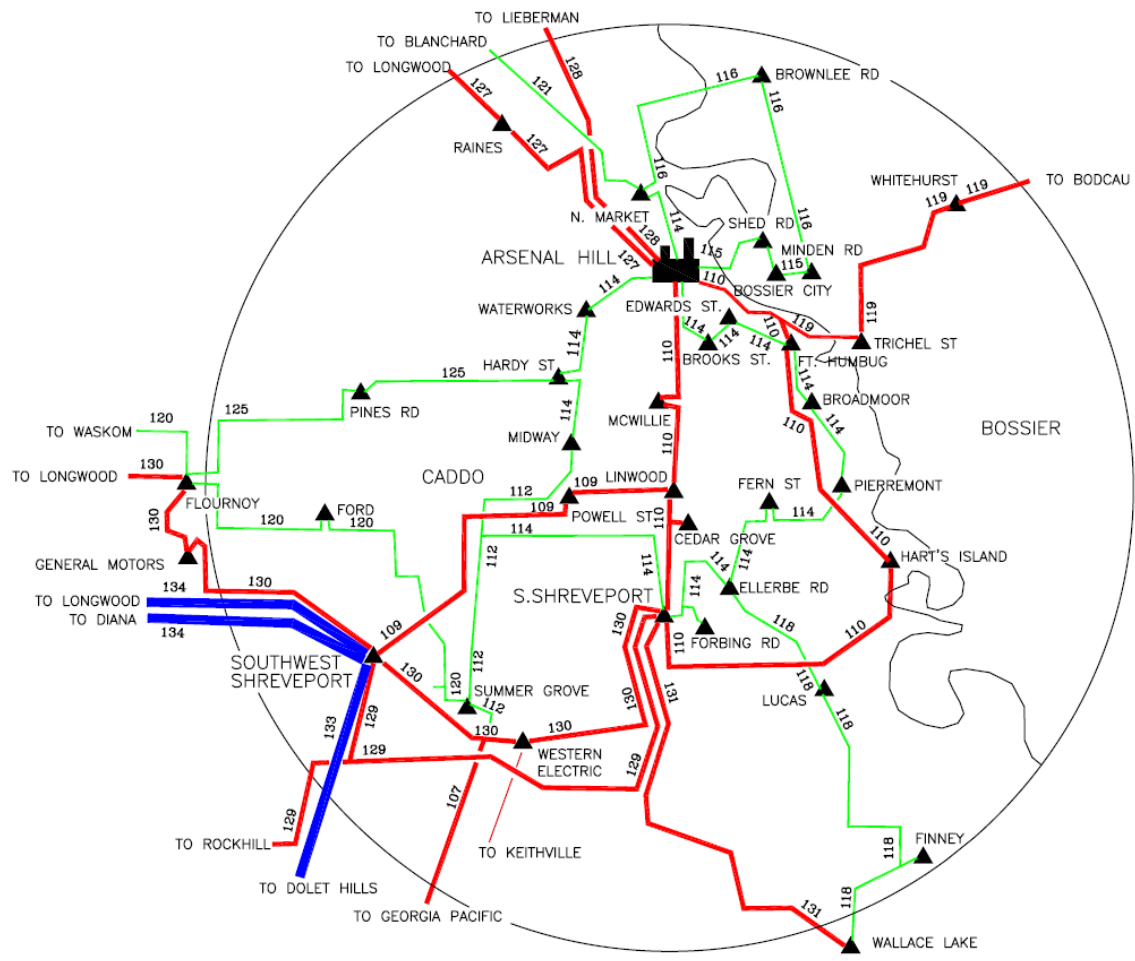 TO LIEBERMAN
TO BLANCHARD
TO LONGWOOD
128
121
127
116
BROWNLEE RD
116
RAINES
127
116
WHITEHURST
119
119
TO BODCAU
N. MARKET
114
SHED RD
116
128
127
ARSENAL HILL
115
MINDEN RD
115
110
BOSSIER CITY
114
WATERWORKS
EDWARDS ST.
114
114
114
BROOKS ST.
110
119
119
TRICHEL ST
FT. HUMBUG
114
110
HARDY ST
125
PINES RD
125
114
114
BROADMOOR
MCWILLIE
110
114
110
BOSSIER
120
TO WASKOM
MIDWAY
TO LONGWOOD
130
CADDO
LINWOOD
FERN ST
PIERREMONT
FLOURNOY
112
109
109
POWELL ST
110
114
FORD
120
120
130
114
CEDAR GROVE
110
HART'S ISLAND
GENERAL MOTORS
112
114
114
114
114
134
130
ELLERBE RD
TO LONGWOOD
S.SHREVEPORT
TO DIANA
134
109
130
110
FORBING RD
118
110
SOUTHWEST
SHREVEPORT
130
120
112
SUMMER GROVE
112
130
131
118
LUCAS
118
129
133
130
130
WESTERN
ELECTRIC
129
129
107
129
TO ROCKHILL
TO KEITHVILLE
118
FINNEY
TO DOLET HILLS
118
TO GEORGIA PACIFIC
131
WALLACE LAKE